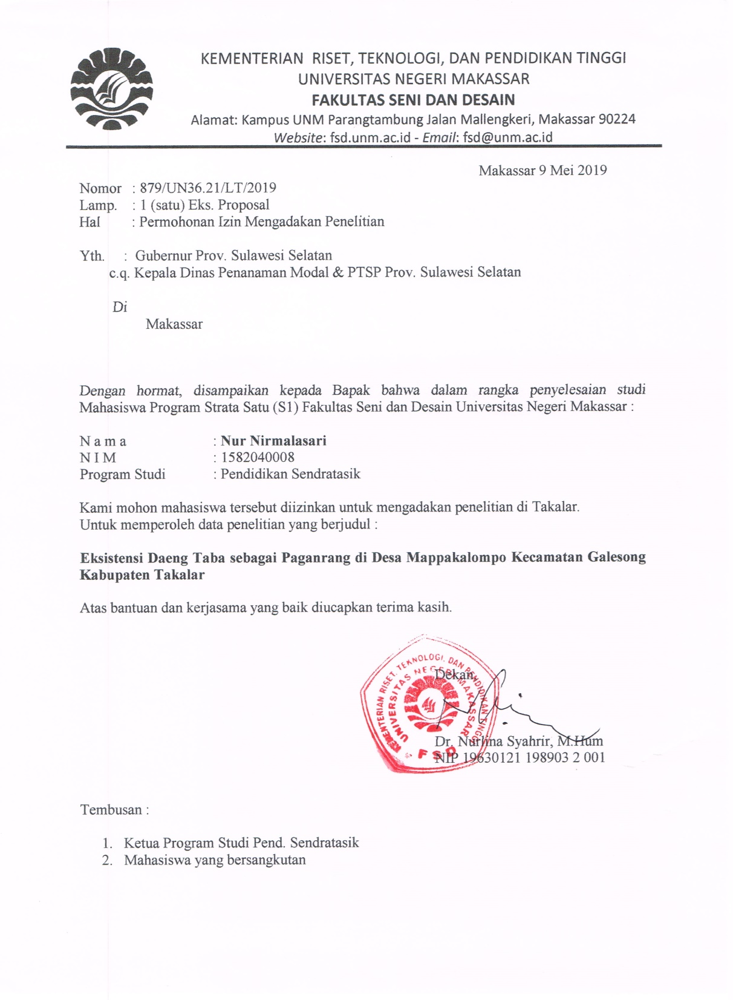 KEMENTERIAN RISET, TEKNOLOGI, DAN PENDIDIKAN TINGGI
UNIVERSITAS NEGERI MAKASSAR
FAKULTAS SENI DAN DESAIN
Alamat: Kampus UNM Parangtambung Jalan Mallengkeri, Makassar 90224
Website: fsd.unm.ac.id - Email: fsd@unm.ac.id
Makassar 9 Mei 2019
Nomor : 879/UN36.21/LT/2019
Lamp. : 1 (satu) Eks. Proposal
Hal : Permohonan Izin Mengadakan Penelitian
Yth. : Gubernur Prov. Sulawesi Selatan
c.q. Kepala Dinas Penanaman Modal & PTSP Prov. Sulawesi Selatan
Di
Makassar
Dengan hormat, disampaikan kepada Bapak bahwa dalam rangka penyelesaian studi
Mahasiswa Program Strata Satu (S1) Fakultas Seni dan Desain Universitas Negeri Makassar :
N a m a : Nur Nirmalasari
N I M : 1582040008
Program Studi : Pendidikan Sendratasik
Kami mohon mahasiswa tersebut diizinkan untuk mengadakan penelitian di Takalar.
Untuk memperoleh data penelitian yang berjudul :
Eksistensi Daeng Taba sebagai Paganrang di Desa Mappakalompo Kecamatan Galesong
Kabupaten Takalar
Atas bantuan dan kerjasama yang baik diucapkan terima kasih.
KEMENTERIAN RISET, TEKNOLOGI, DAN PENDIDIKAN TINGGI
UNIVERSITAS NEGERI MAKASSAR
FSD
Dekan,
Dr. Nurlina Syahrir, M.Hum
NIP 19630121 198903 2 001
Tembusan :
1. Ketua Program Studi Pend. Sendratasik
2. Mahasiswa yang bersangkutan